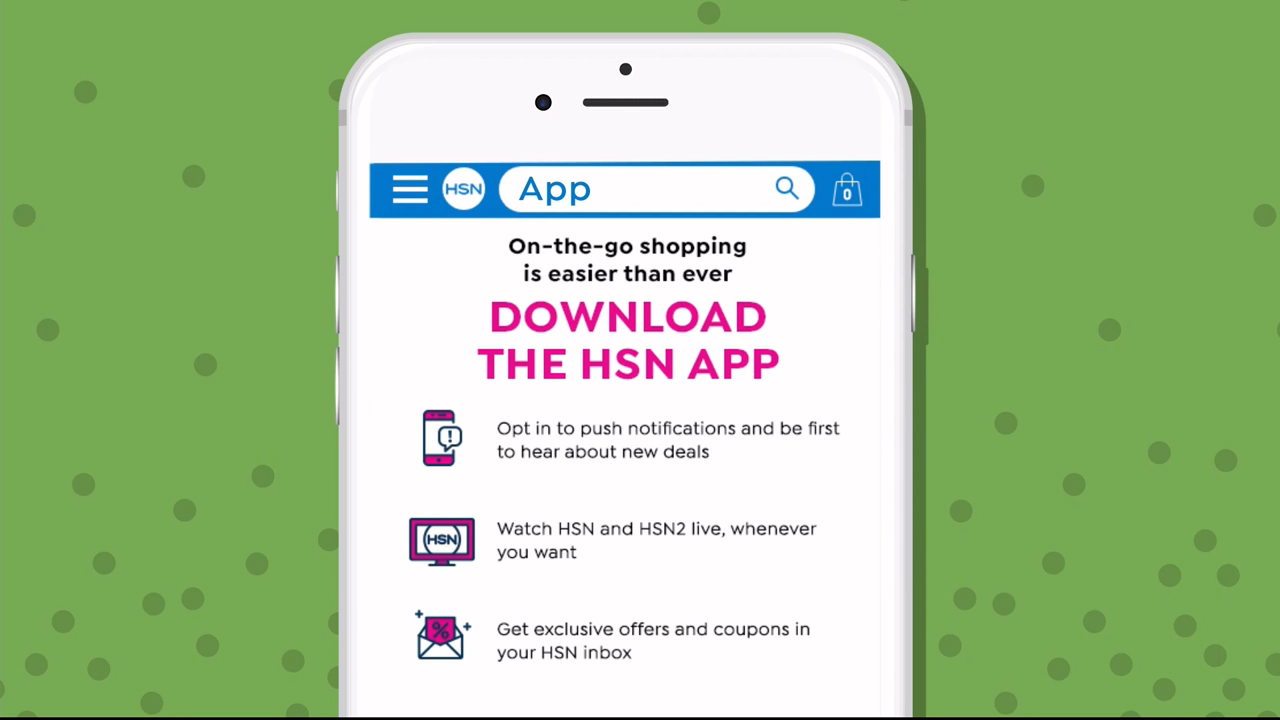 HSN App 0
On-the-go shopping
is easier than ever
DOWNLOAD
THE HSN APP
Opt in to push notifications and be first
to hear about new deals
HSN
Watch HSN and HSN2 live, whenever
you want
%
Get exclusive offers and coupons in
your HSN inbox